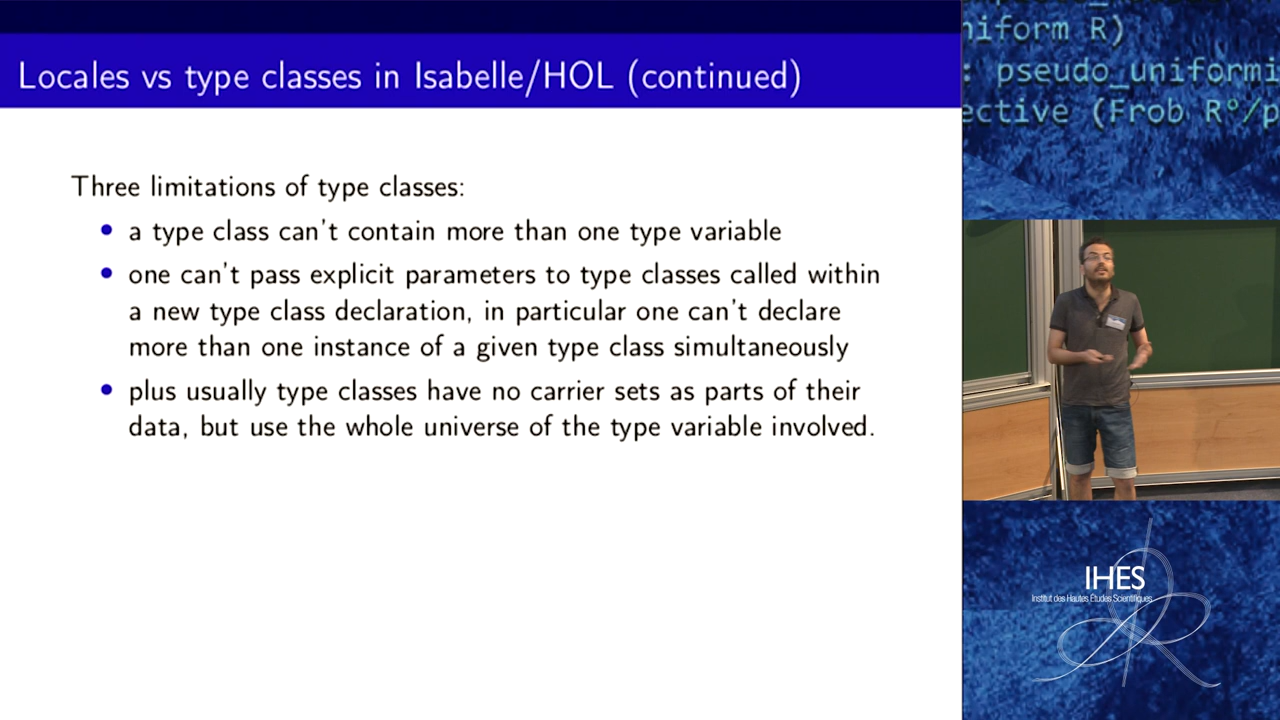 Locales vs type classes in Isabelle/HOL (continued)
Three limitations of type classes:
• a type class can't contain more than one type variable
• one can't pass explicit parameters to type classes called within
a new type class declaration, in particular one can't declare
more than one instance of a given type class simultaneously
• plus usually type classes have no carrier sets as parts of their
data, but use the whole universe of the type variable involved.
niform R)
: pseudo_uniformi
ective (Frob R°/p
IHES
Institut des Hautes Études Scientifiques